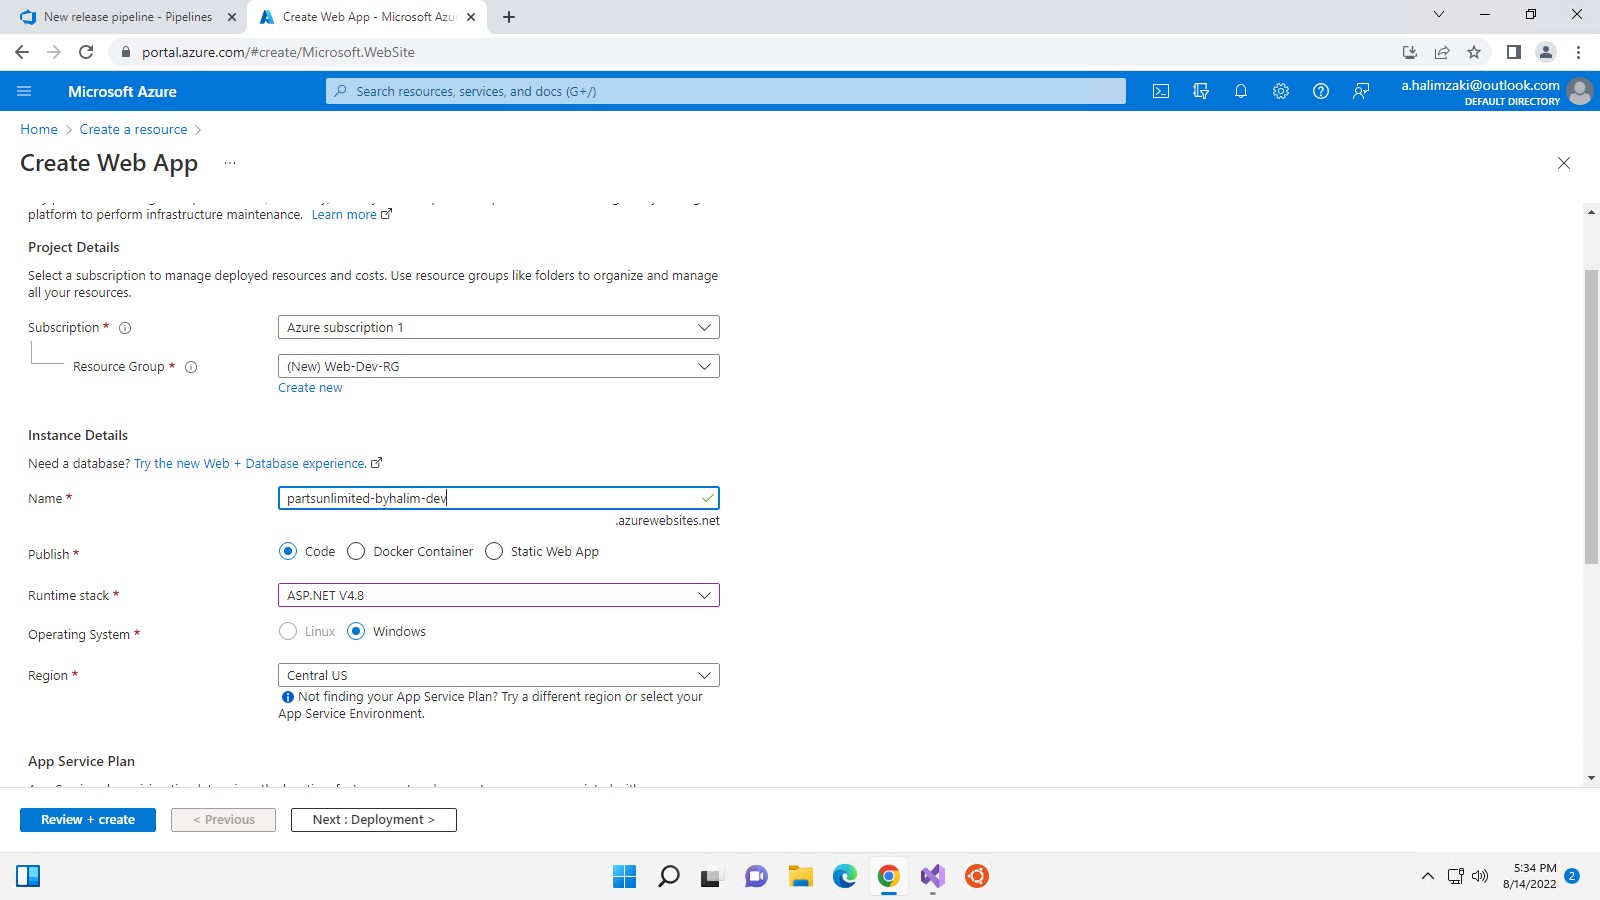 New release pipeline - Pipelines
Create Web App - Microsoft Azu
portal.azure.com/#create/Microsoft.WebSite
Microsoft Azure
Search resources, services, and docs (G+/)
a.halimzaki@outlook.com
DEFAULT DIRECTORY
Home > Create a resource >
Create Web App ...
platform to perform infrastructure maintenance. Learn more
Project Details
Select a subscription to manage deployed resources and costs. Use resource groups like folders to organize and manage
all your resources.
Subscription *
Azure subscription 1
Resource Group *
(New) Web-Dev-RG
Create new
Instance Details
Need a database? Try the new Web + Database experience.
Name *
partsunlimited-byhalim-dev
.azurewebsites.net
Publish *
Code
Docker Container
Static Web App
Runtime stack *
ASP.NET V4.8
Operating System *
Linux
Windows
Region *
Central US
Not finding your App Service Plan? Try a different region or select your
App Service Environment.
App Service Plan
Review + create
< Previous
Next : Deployment >
5:34 PM
8/14/2022
2